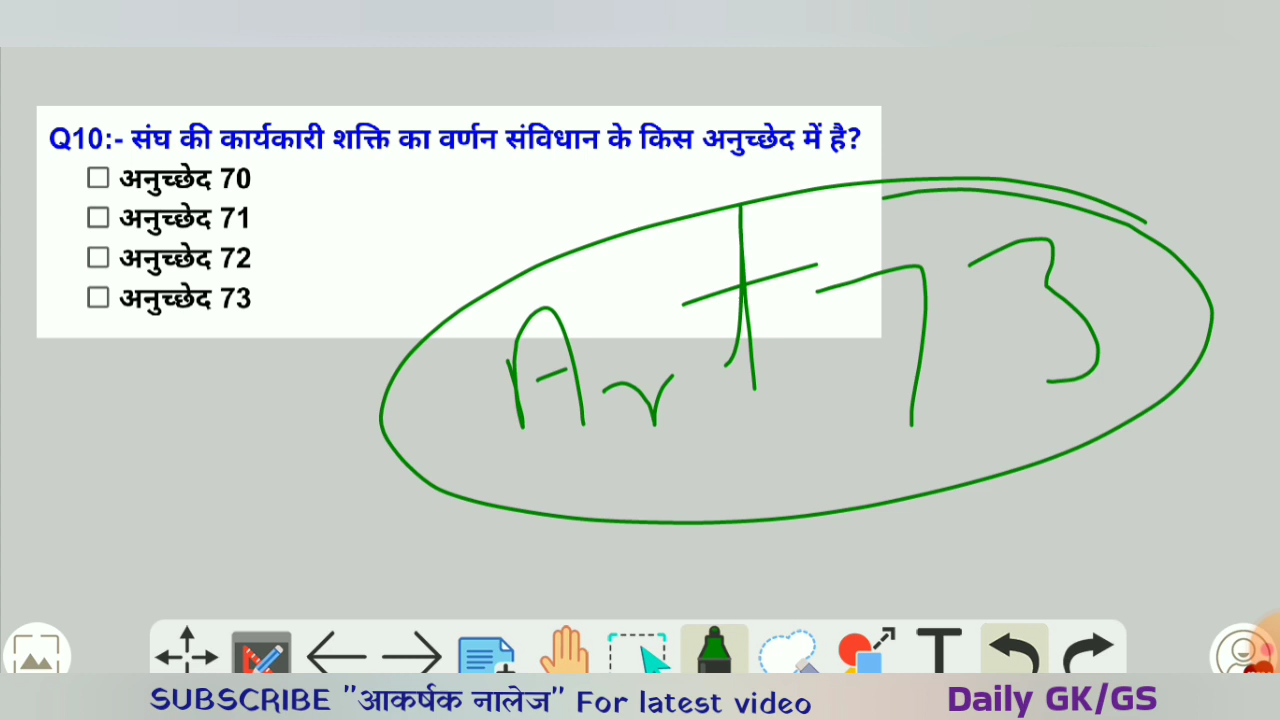 Q10:- संघ की कार्यकारी शक्ति का वर्णन संविधान के किस अनुच्छेद में है?
अनुच्छेद 70
अनुच्छेद 71
अनुच्छेद 72
अनुच्छेद 73
Art 73
T
SUBSCRIBE "आकर्षक नालेज" For latest video
Daily GK/GS